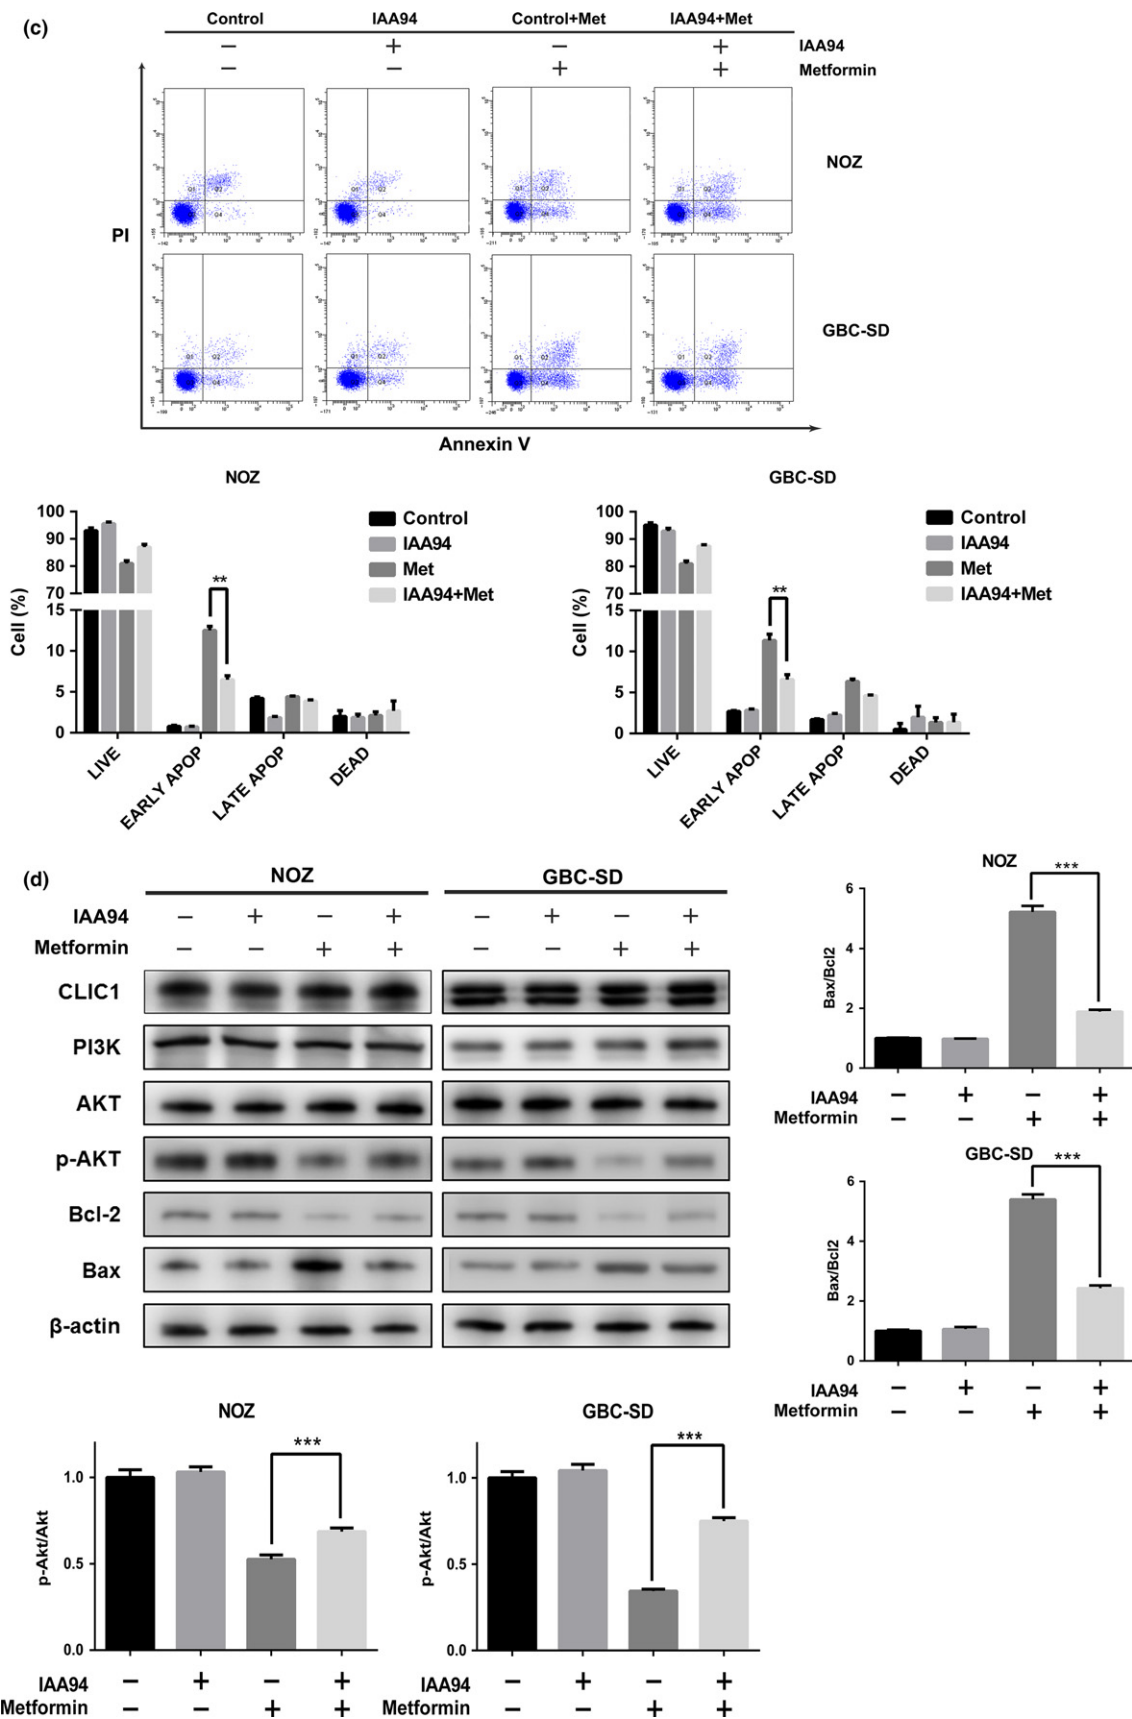 (c)
Control IAA94 Control+Met IAA94+Met
− + − + IAA94
− − + + Metformin
NOZ
PI
GBC-SD
Annexin V
NOZ
Cell (%)
100
90
80
70
15
10
5
0
LIVE EARLY APOP LATE APOP DEAD
Control
IAA94
Met
IAA94+Met
GBC-SD
Cell (%)
100
90
80
70
15
10
5
0
LIVE EARLY APOP LATE APOP DEAD
Control
IAA94
Met
IAA94+Met
**
**
(d)
NOZ GBC-SD
IAA94 − + − + − + − +
Metformin − − + + − − + +
CLIC1
PI3K
AKT
p-AKT
Bcl-2
Bax
β-actin
NOZ
***
Bax/Bcl2
6
4
2
0
IAA94 − + − +
Metformin − − + +
GBC-SD
***
Bax/Bcl2
6
4
2
0
IAA94 − + − +
Metformin − − + +
NOZ
***
p-Akt/Akt
1.0
0.5
0.0
IAA94 − + − +
Metformin − − + +
GBC-SD
***
p-Akt/Akt
1.0
0.5
0.0
IAA94 − + − +
Metformin − − + +